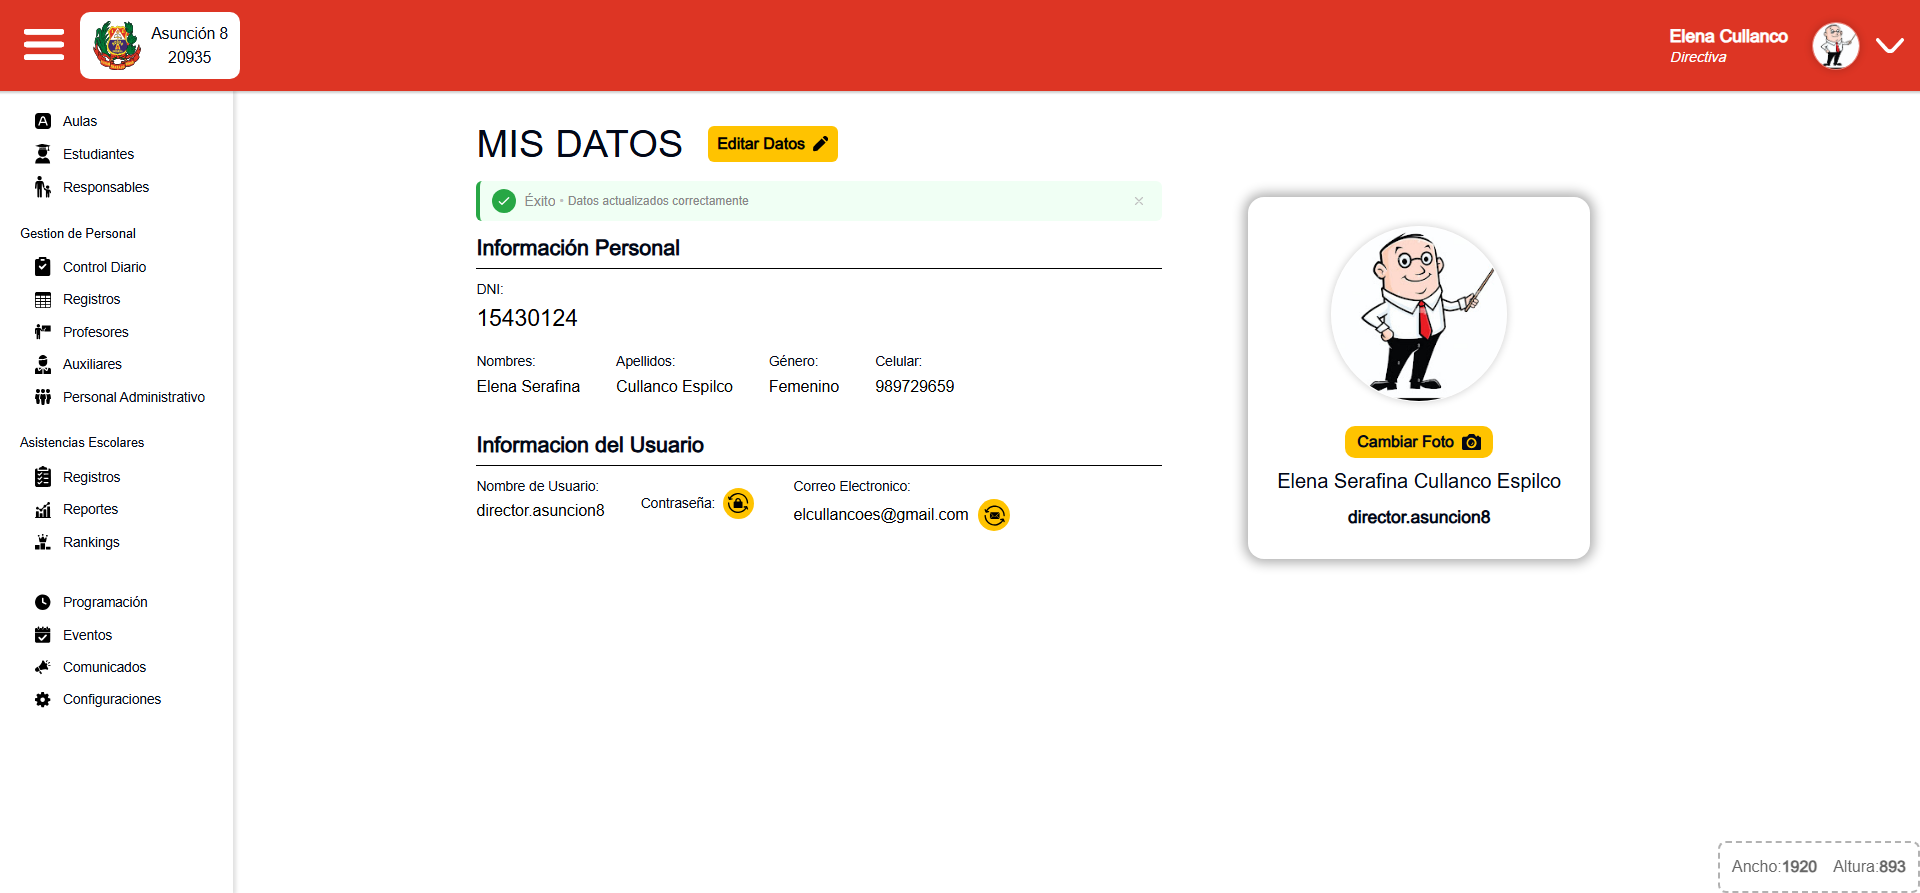 Asunción 8
20935
Elena Cullanco
Directiva
Aulas
Estudiantes
Responsables
Gestion de Personal
Control Diario
Registros
Profesores
Auxiliares
Personal Administrativo
Asistencias Escolares
Registros
Reportes
Rankings
Programación
Eventos
Comunicados
Configuraciones
MIS DATOS
Editar Datos
Éxito • Datos actualizados correctamente
Información Personal
DNI:
15430124
Nombres: Apellidos: Género: Celular:
Elena Serafina Cullanco Espilco Femenino 989729659
Informacion del Usuario
Nombre de Usuario:
director.asuncion8
Contraseña:
Correo Electronico:
elcullancoes@gmail.com
Cambiar Foto
Elena Serafina Cullanco Espilco
director.asuncion8
Ancho:1920 Altura:893